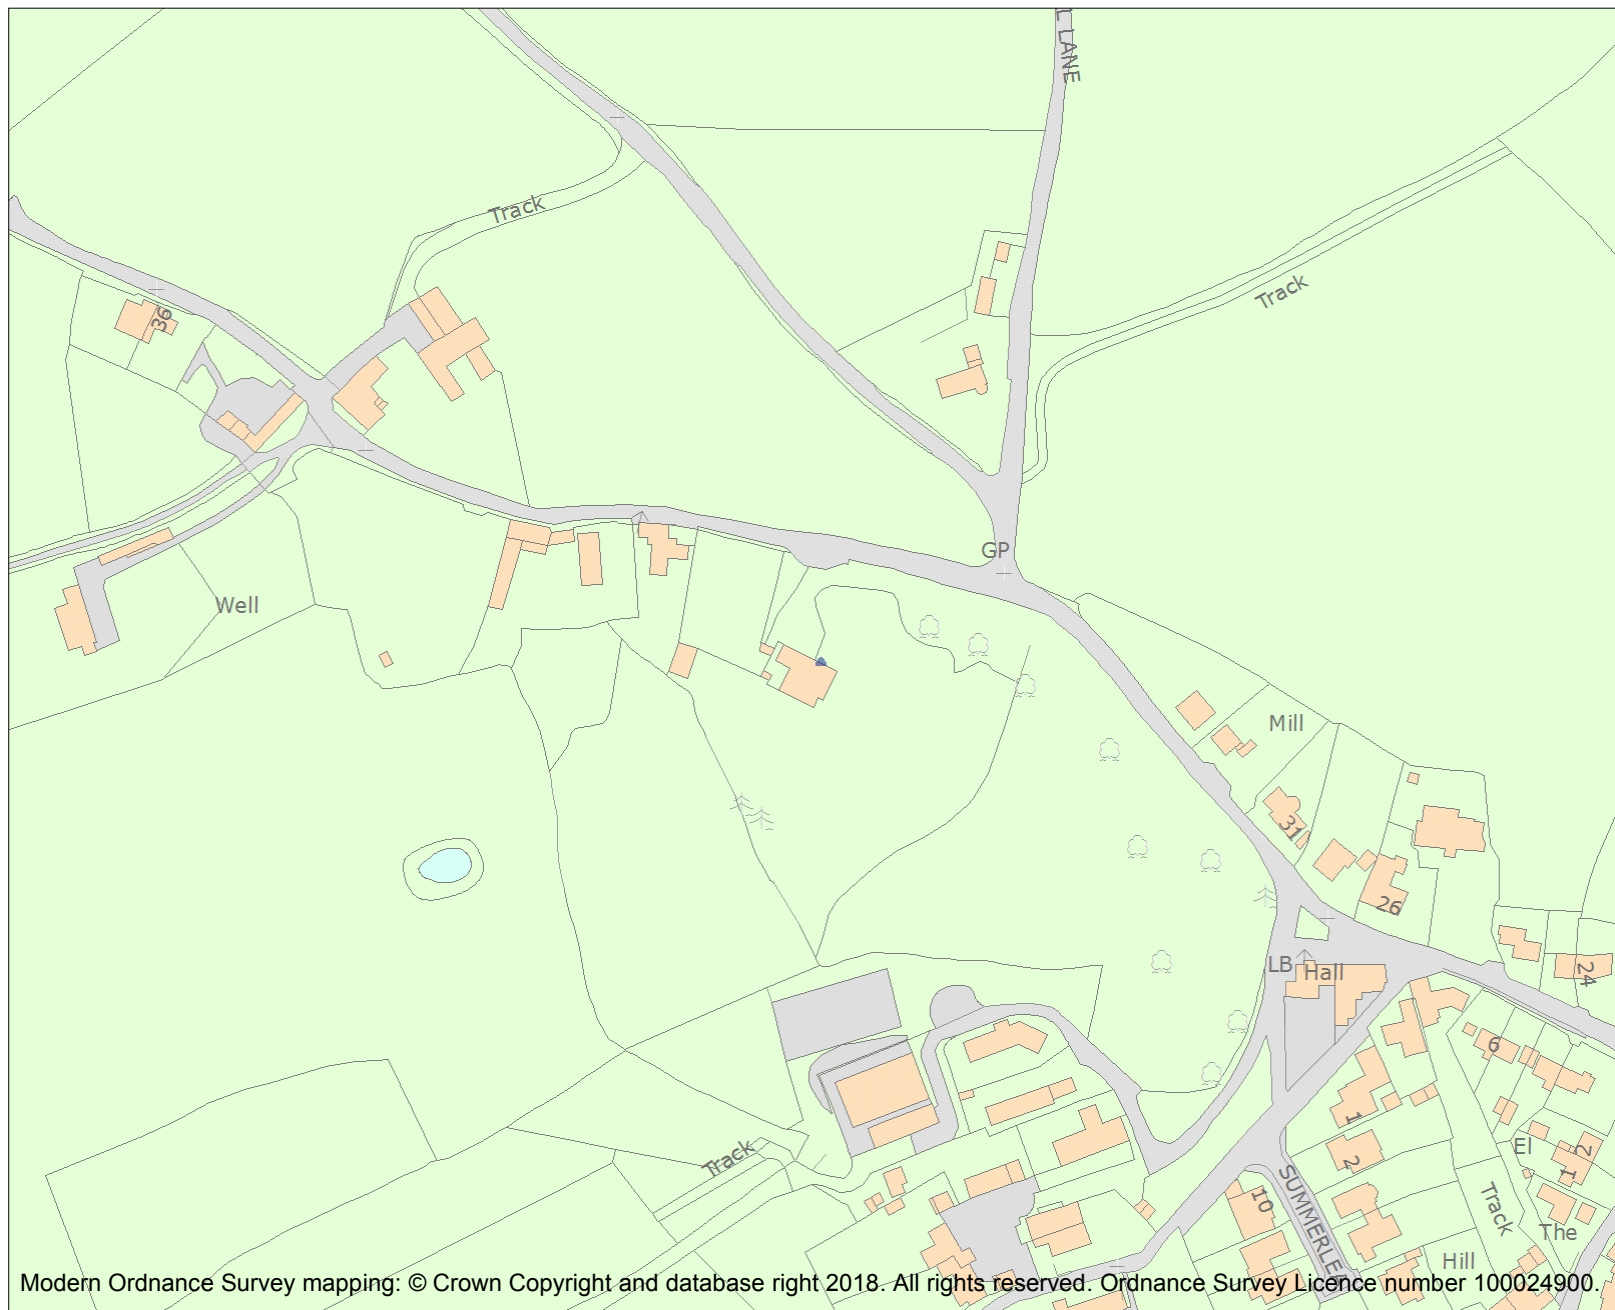 L LANE
Track
Track
36
GP
Well
Mill
31
26
LB
Hall
24
6
1
Track
El
2
2
1
SUMMERLEE
10
Track
The
Hill
Modern Ordnance Survey mapping: © Crown Copyright and database right 2018. All rights reserved. Ordnance Survey Licence number 100024900.